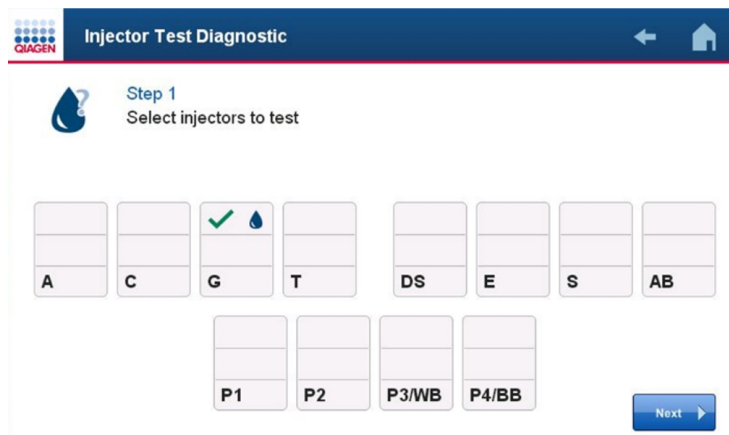 QIAGEN
Injector Test Diagnostic
Step 1
Select injectors to test
A C G T DS E S AB
P1 P2 P3/WB P4/BB
Next